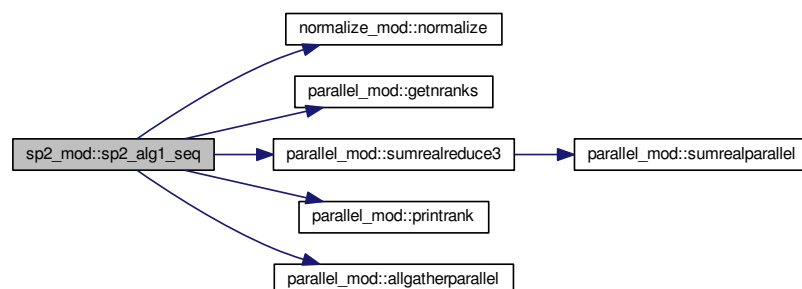 normalize_mod::normalize
parallel_mod::getnranks
sp2_mod::sp2_alg1_seq
parallel_mod::sumrealreduce3
parallel_mod::sumrealparallel
parallel_mod::printrank
parallel_mod::allgatherparallel